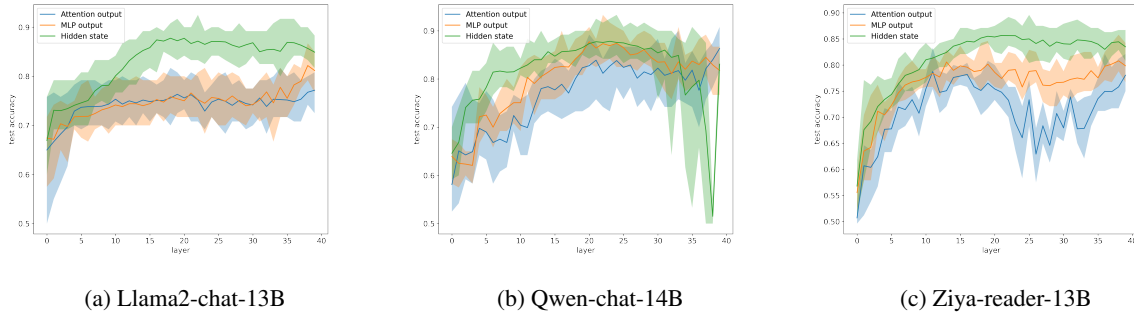 Attention output
MLP output
Hidden state
test accuracy
0.9
0.8
0.7
0.6
0.5
0 5 10 15 20 25 30 35 40
layer
(a) Llama2-chat-13B
Attention output
MLP output
Hidden state
test accuracy
0.9
0.8
0.7
0.6
0.5
0 5 10 15 20 25 30 35 40
layer
(b) Qwen-chat-14B
Attention output
MLP output
Hidden state
test accuracy
0.90
0.85
0.80
0.75
0.70
0.65
0.60
0.55
0.50
0 5 10 15 20 25 30 35 40
layer
(c) Ziya-reader-13B